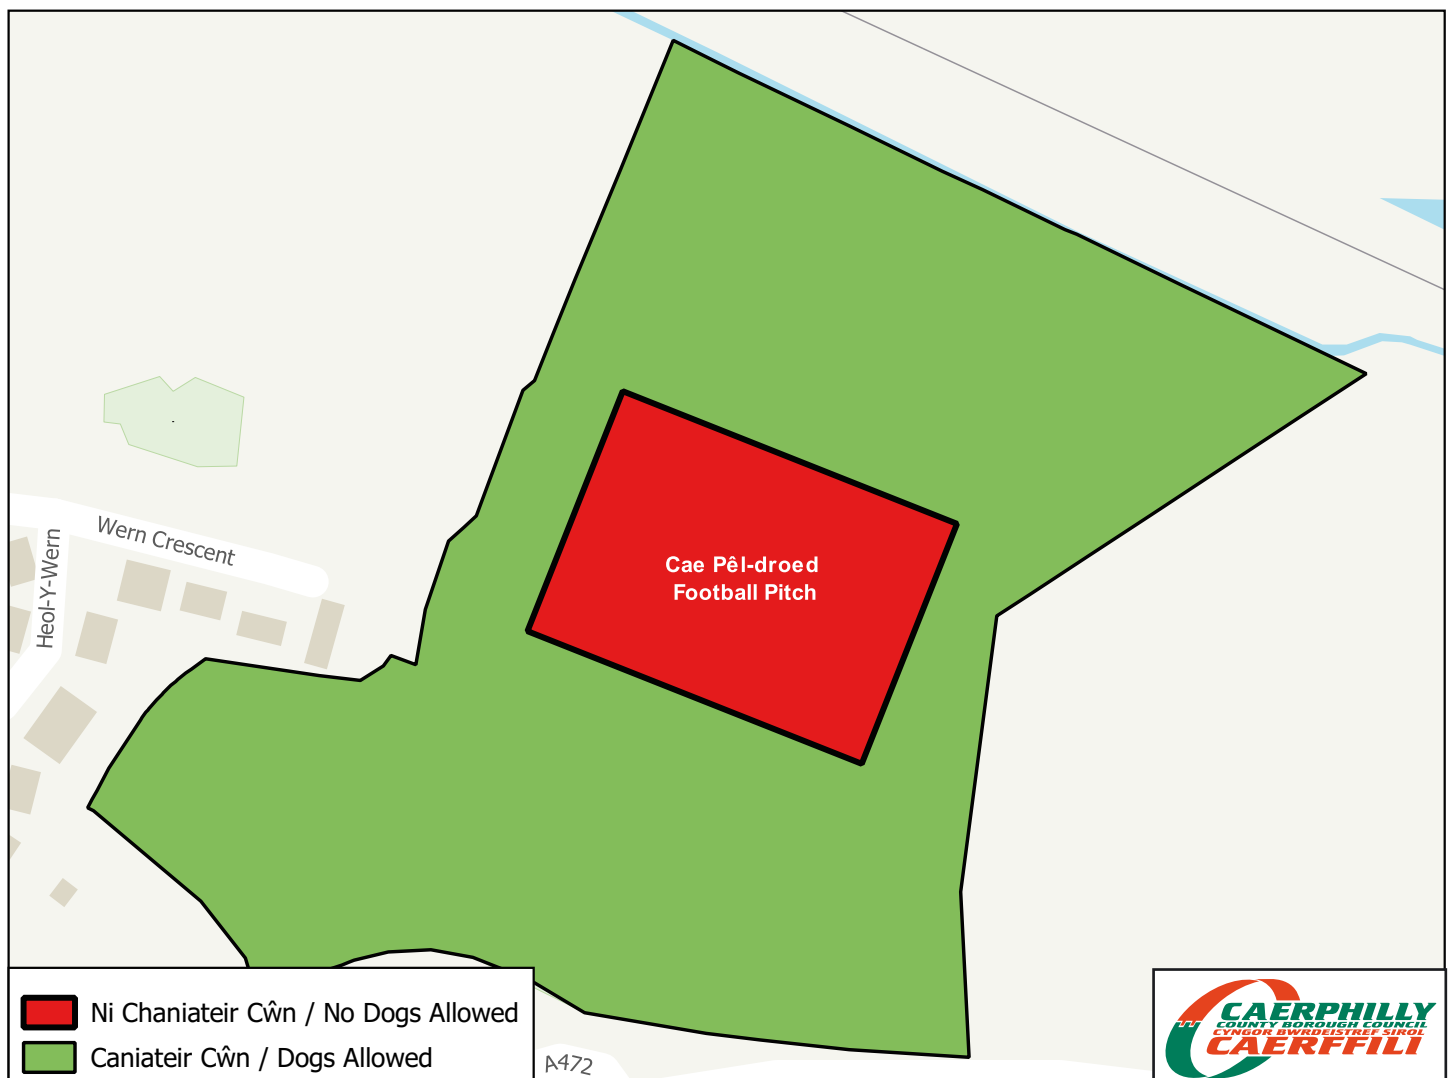 Wern Crescent
Heol-Y-Wern
Cae Pêl-droed
Football Pitch
Ni Chaniateir Cŵn / No Dogs Allowed
Caniateir Cŵn / Dogs Allowed
A472
CAERPHILLY
COUNTY BOROUGH COUNCIL
CYNGOR BWRDEISTREF SIROL
CAERFFILI